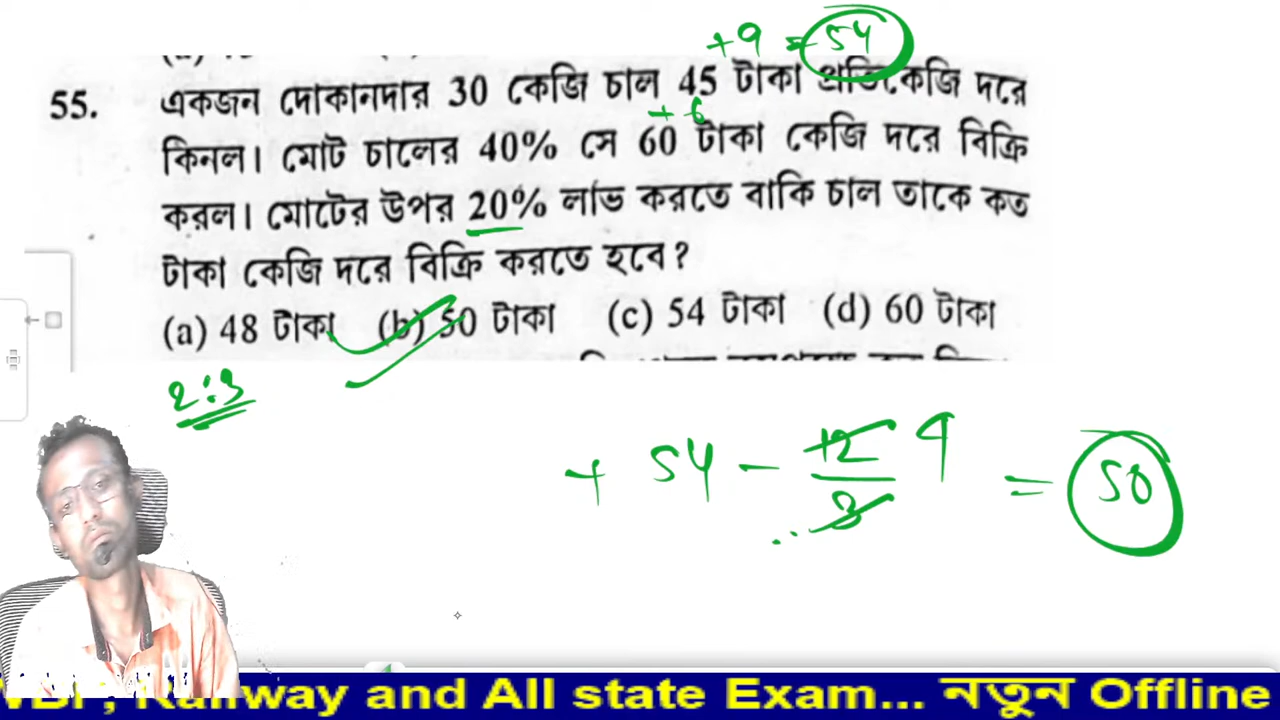 +9 = 54
55. একজন দোকানদার 30 কেজি চাল 45 টাকা প্রতিকেজি দরে
+ 6
কিনল। মোট চালের 40% সে 60 টাকা কেজি দরে বিক্রি
করল। মোটের উপর 20% লাভ করতে বাকি চাল তাকে কত
টাকা কেজি দরে বিক্রি করতে হবে?
(a) 48 টাকা (b) 50 টাকা (c) 54 টাকা (d) 60 টাকা
2:3
+ 54 - 12/3 4 = 50
Railway and All state Exam... নতুন Offline